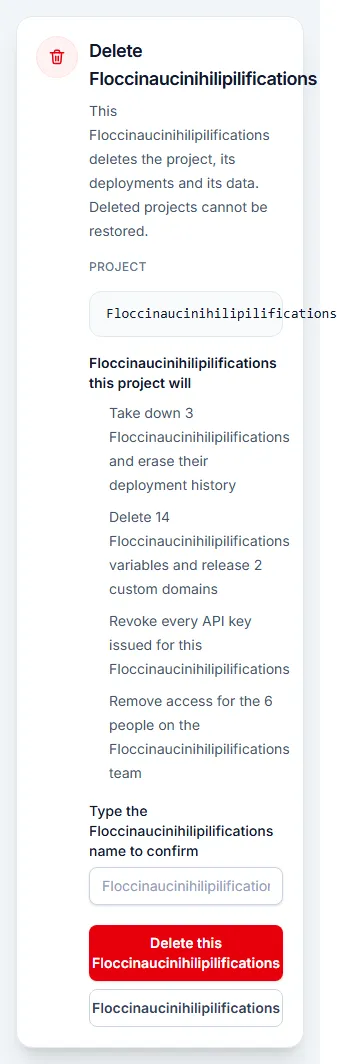 Delete
Floccinaucinihilipilifications
This
Floccinaucinihilipilifications
deletes the project, its
deployments and its data.
Deleted projects cannot be
restored.
PROJECT
Floccinaucinihilipilifications
Floccinaucinihilipilifications
this project will
Take down 3
Floccinaucinihilipilifications
and erase their
deployment history
Delete 14
Floccinaucinihilipilifications
variables and release 2
custom domains
Revoke every API key
issued for this
Floccinaucinihilipilifications
Remove access for the 6
people on the
Floccinaucinihilipilifications
team
Type the
Floccinaucinihilipilifications
name to confirm
Floccinaucinihilipilificatio
Delete this
Floccinaucinihilipilifications
Floccinaucinihilipilifications